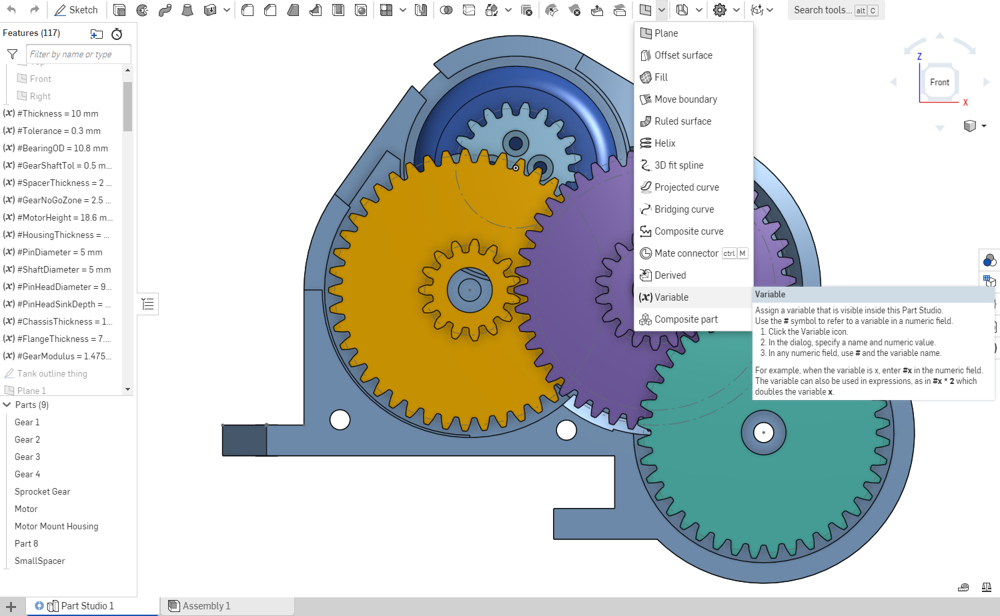 Sketch
Search tools... alt C
Features (117)
Filter by name or type
Front
Right
(x) #Thickness = 10 mm
(x) #Tolerance = 0.3 mm
(x) #BearingOD = 10.8 mm
(x) #GearShaftTol = 0.5 m...
(x) #SpacerThickness = 2 ...
(x) #GearNoGoZone = 2.5 ...
(x) #MotorHeight = 18.6 m...
(x) #HousingThickness = ...
(x) #PinDiameter = 5 mm
(x) #ShaftDiameter = 5 mm
(x) #PinHeadDiameter = 9...
(x) #PinHeadSinkDepth = ...
(x) #ChassisThickness = 1...
(x) #FlangeThickness = 7....
(x) #GearModulus = 1.475...
Tank outline thing
Plane 1
Parts (9)
Gear 1
Gear 2
Gear 3
Gear 4
Sprocket Gear
Motor
Motor Mount Housing
Part 8
SmallSpacer
Plane
Offset surface
Fill
Move boundary
Ruled surface
Helix
3D fit spline
Projected curve
Bridging curve
Composite curve
Mate connector ctrl M
Derived
(x) Variable
Composite part
Variable
Assign a variable that is visible inside this Part Studio.
Use the # symbol to refer to a variable in a numeric field.
1. Click the Variable icon.
2. In the dialog, specify a name and numeric value.
3. In any numeric field, use # and the variable name.
For example, when the variable is x, enter #x in the numeric field.
The variable can also be used in expressions, as in #x * 2 which
doubles the variable x.
Z
Front
X
Part Studio 1
Assembly 1